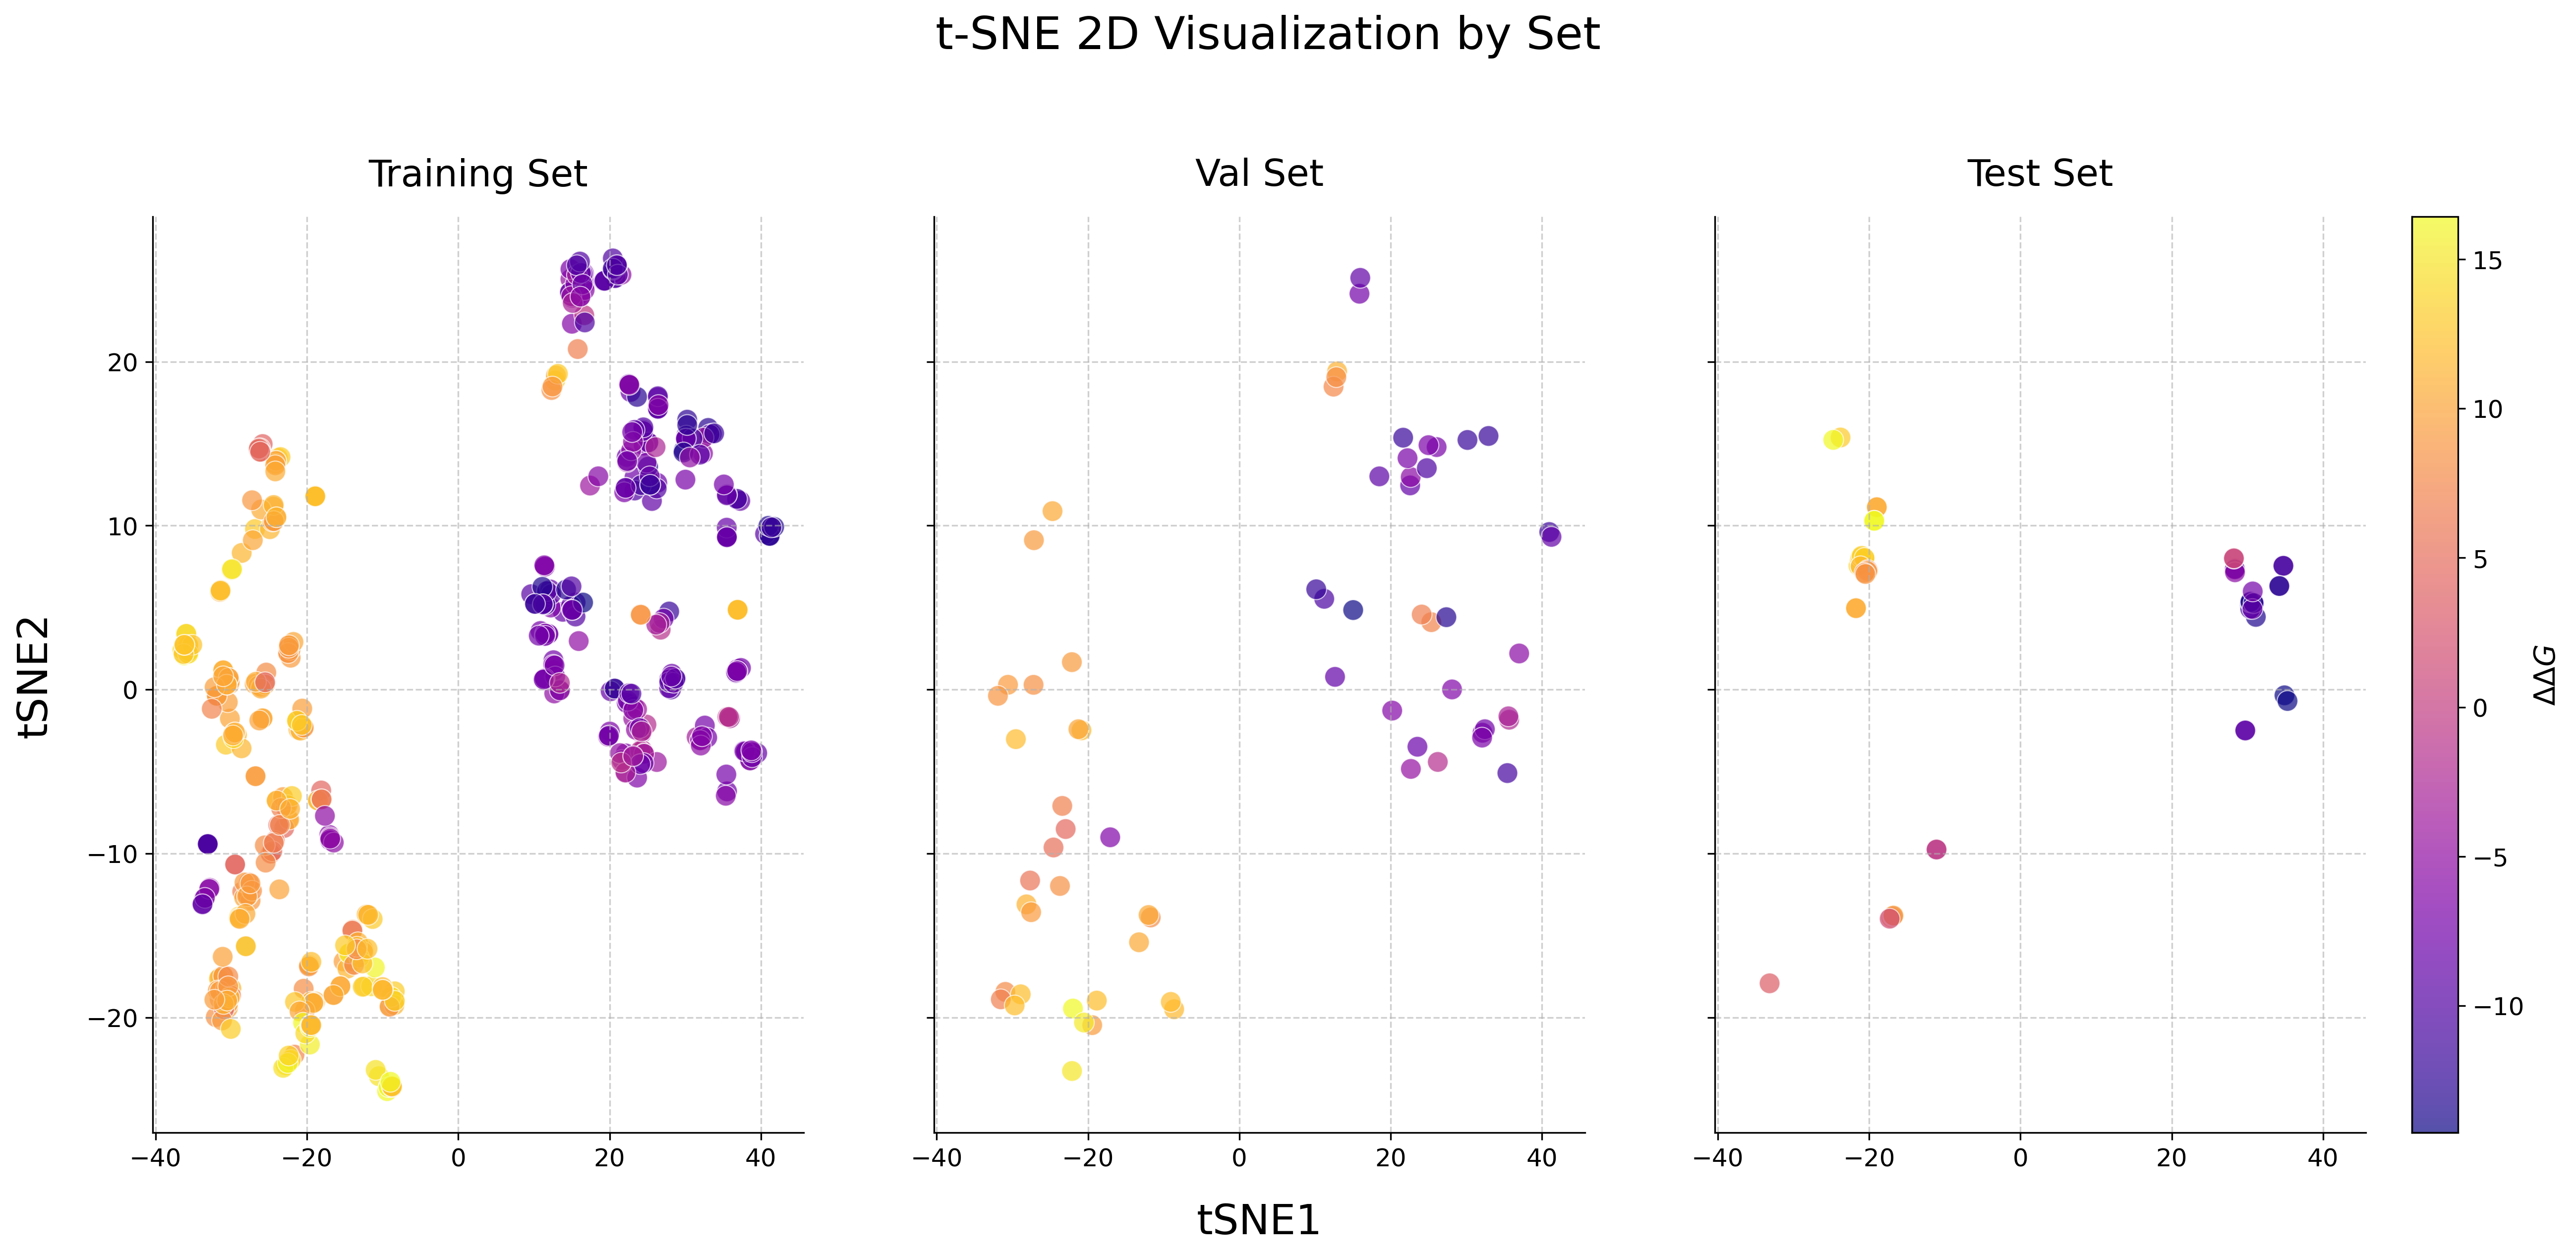 t-SNE 2D Visualization by Set
Training Set
Val Set
Test Set
tSNE2
20
10
0
−10
−20
−40 −20 0 20 40
−40 −20 0 20 40
−40 −20 0 20 40
15
10
5
0
−5
−10
ΔΔG
tSNE1